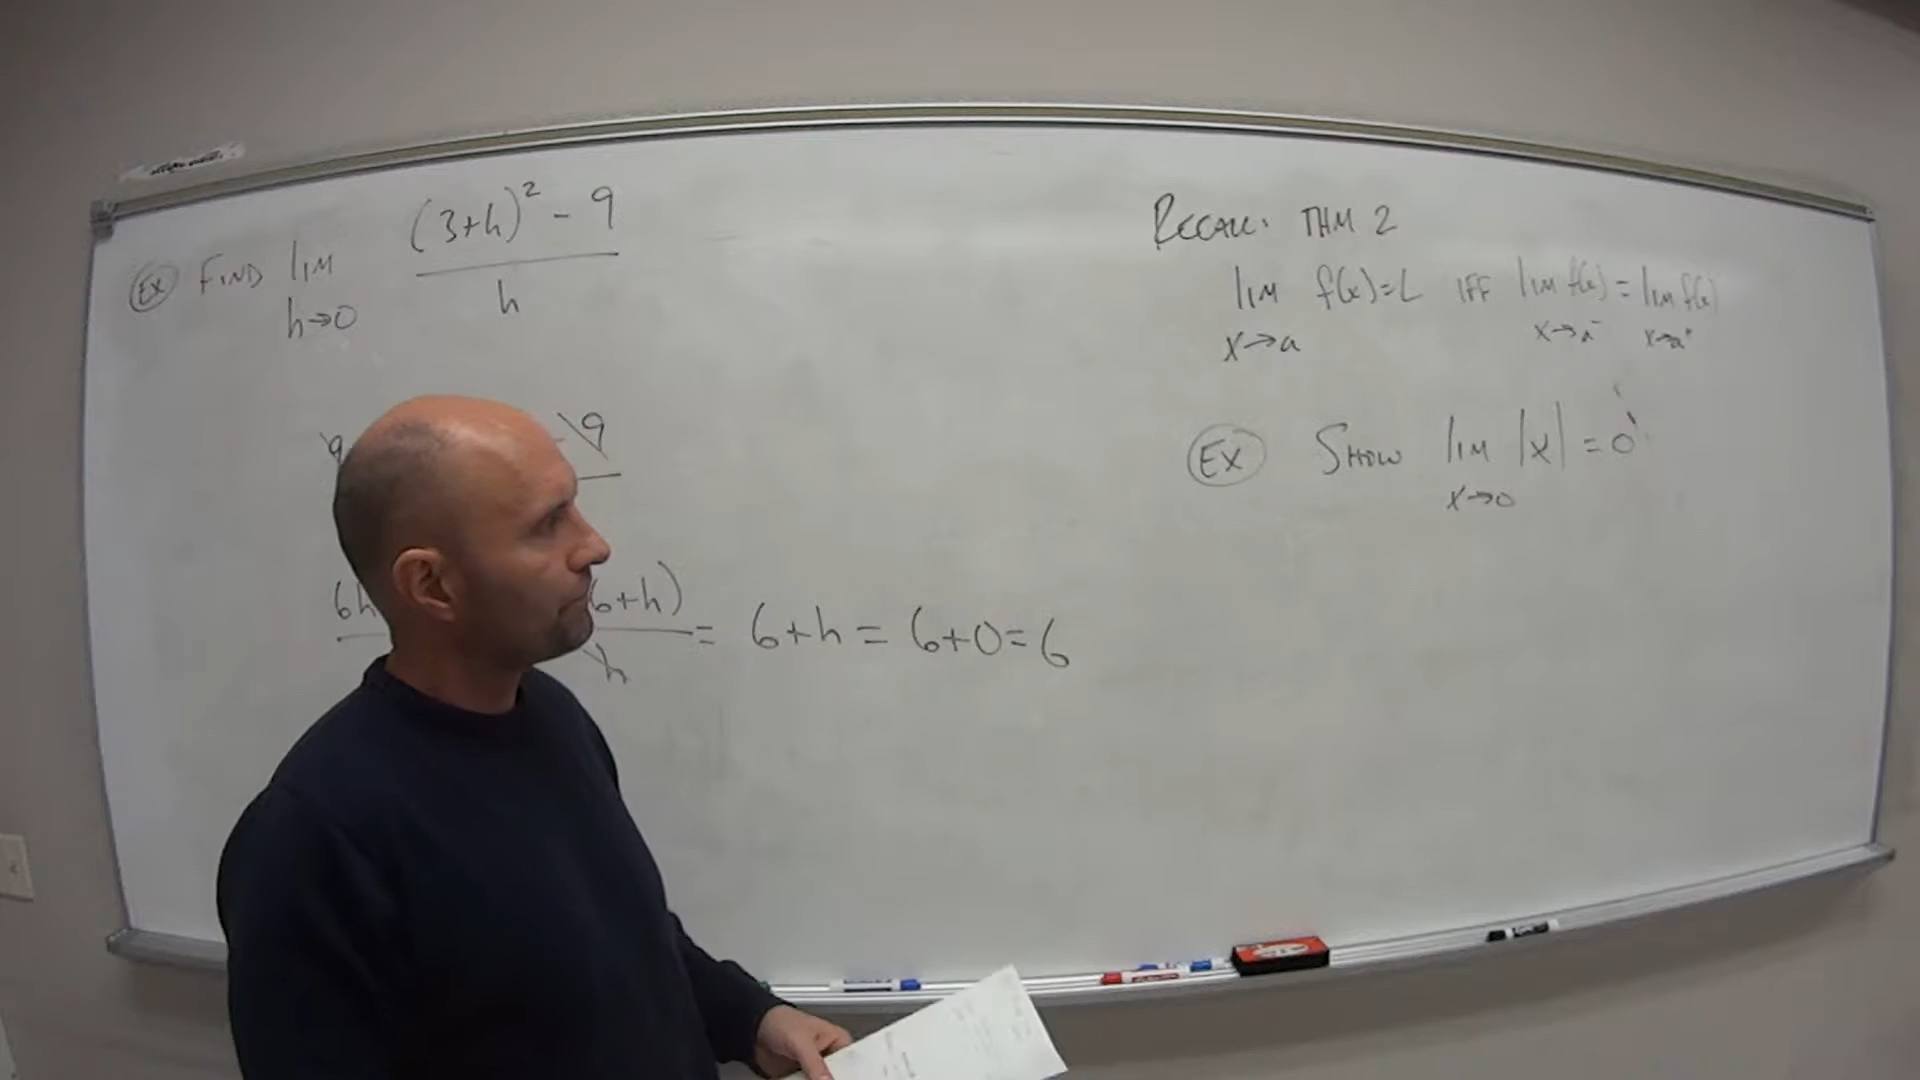 Ex FIND lim (3+h)² - 9
h→0 h
9 - 9
6h 6+h) = 6+h = 6+0=6
h
RECALL: THM 2
lim f(x)=L IFF lim f(x) = lim f(x)
x→a x→a⁻ x→a⁺
Ex SHOW lim |x| = 0
x→0